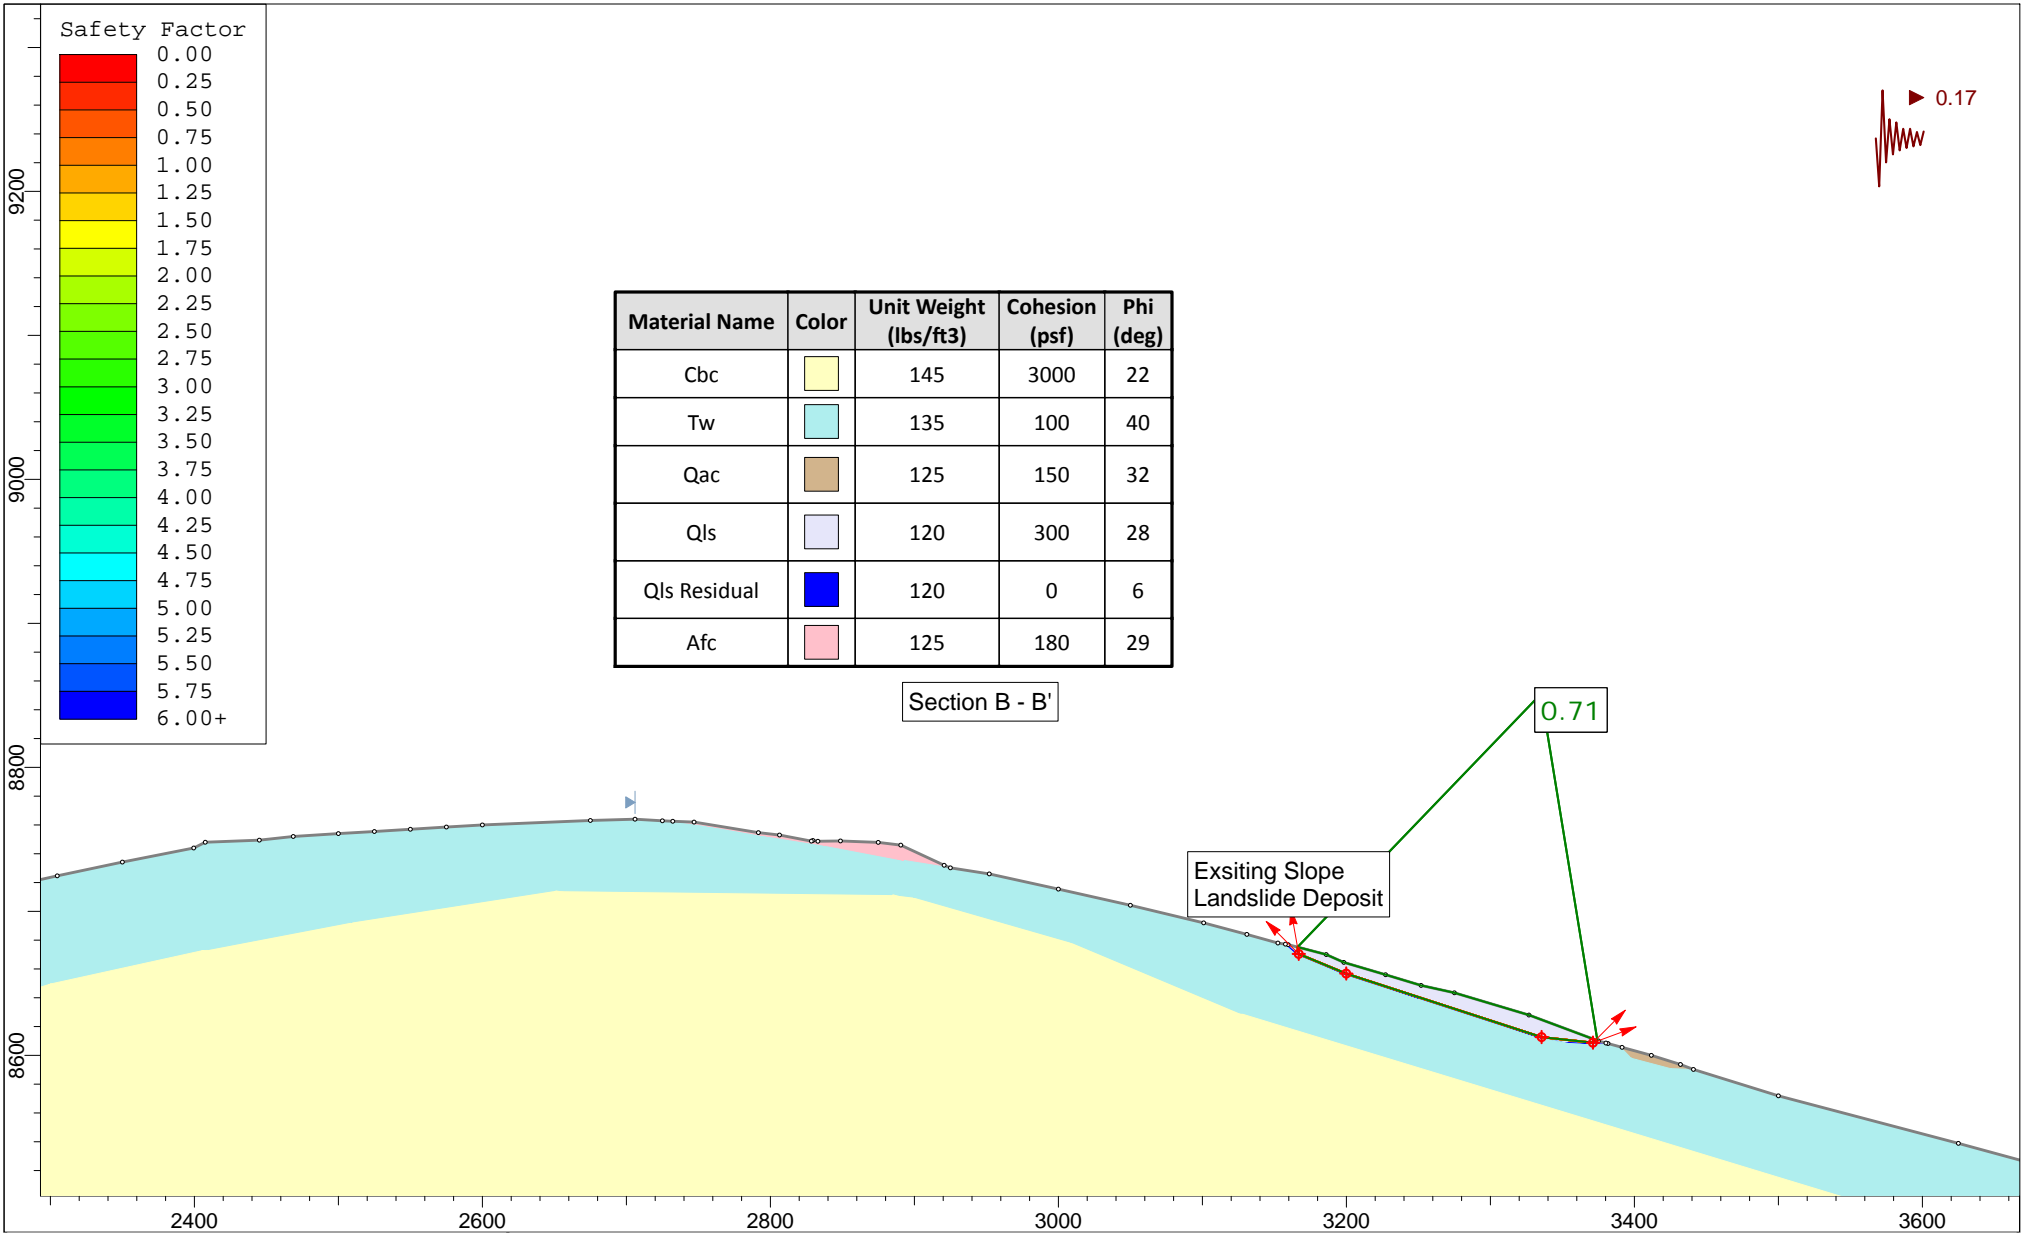 Safety Factor
0.00
0.25
0.50
0.75
1.00
1.25
1.50
1.75
2.00
2.25
2.50
2.75
3.00
3.25
3.50
3.75
4.00
4.25
4.50
4.75
5.00
5.25
5.50
5.75
6.00+
0.17
Material Name Color Unit Weight (lbs/ft3) Cohesion (psf) Phi (deg)
Cbc 145 3000 22
Tw 135 100 40
Qac 125 150 32
Qls 120 300 28
Qls Residual 120 0 6
Afc 125 180 29
Section B - B'
0.71
Exsiting Slope
Landslide Deposit
9200
9000
8800
8600
2400 2600 2800 3000 3200 3400 3600